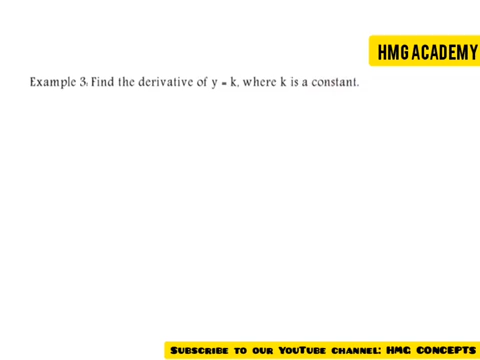 HMG ACADEMY
Example 3: Find the derivative of y = k, where k is a constant.
Subscribe to our YouTube channel: HMG CONCEPTS